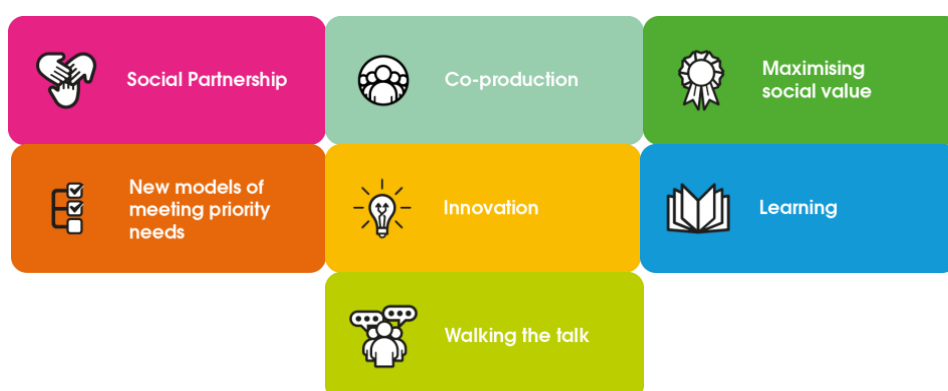 Social Partnership
Co-production
Maximising
social value
New models of
meeting priority
needs
Innovation
Learning
Walking the talk